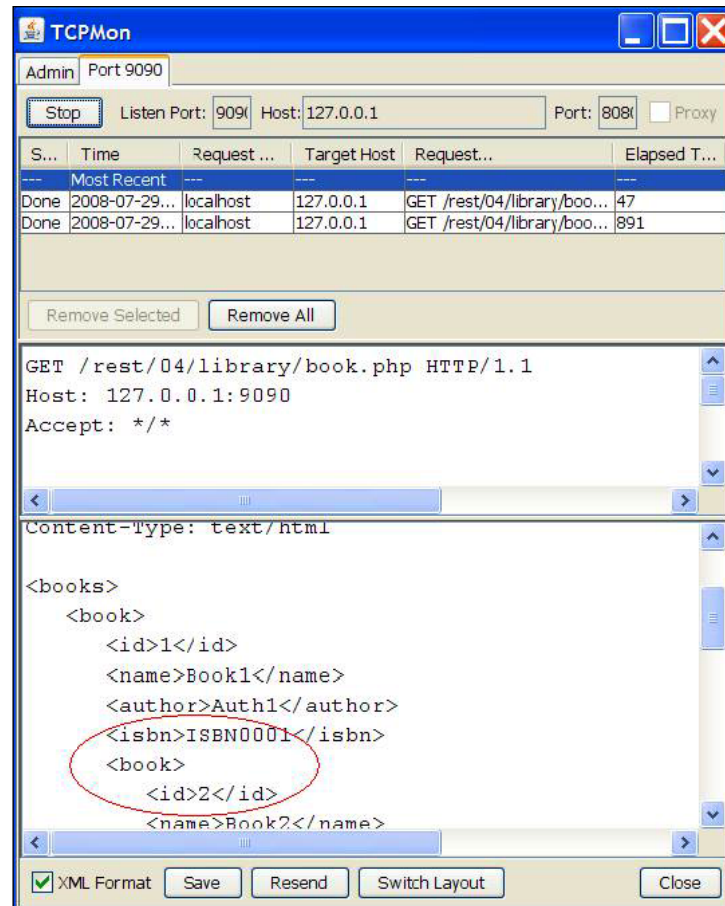 TCPMon
Admin Port 9090
Stop Listen Port: 909 Host: 127.0.0.1 Port: 808 Proxy
S... Time Request ... Target Host Request... Elapsed T...
--- Most Recent --- --- --- ---
Done 2008-07-29... localhost 127.0.0.1 GET /rest/04/library/boo... 47
Done 2008-07-29... localhost 127.0.0.1 GET /rest/04/library/boo... 891
Remove Selected Remove All
GET /rest/04/library/book.php HTTP/1.1
Host: 127.0.0.1:9090
Accept: */*
Content-Type: text/html
<books>
<book>
<id>1</id>
<name>Book1</name>
<author>Auth1</author>
<isbn>ISBN0001</isbn>
<book>
<id>2</id>
<name>Book2</name>
XML Format Save Resend Switch Layout Close